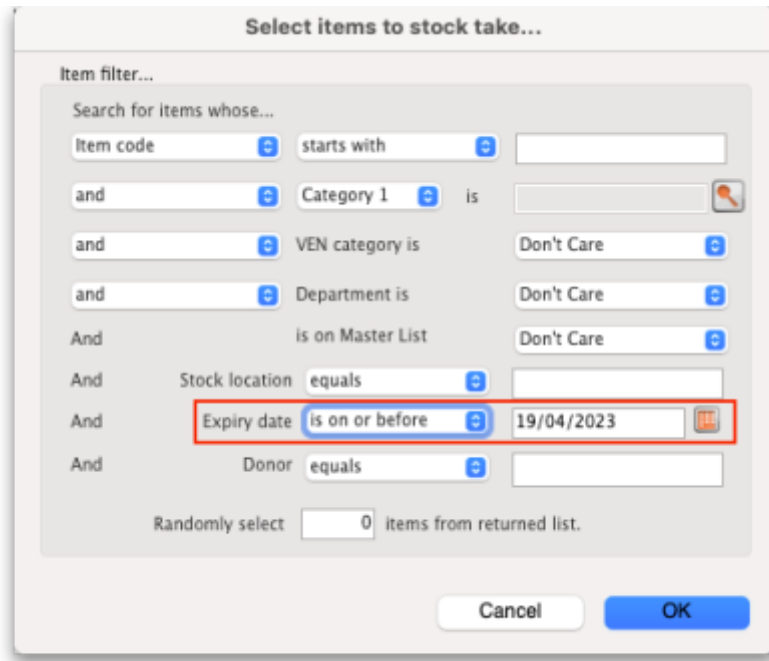 Select items to stock take...
Item filter...
Search for items whose...
Item code starts with
and Category 1 is
and VEN category is Don't Care
and Department is Don't Care
And is on Master List Don't Care
And Stock location equals
And Expiry date is on or before 19/04/2023
And Donor equals
Randomly select 0 items from returned list.
Cancel OK